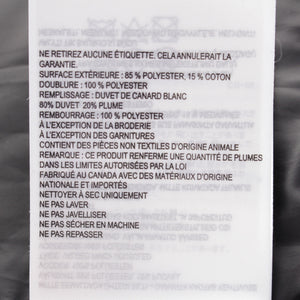 NE RETIREZ AUCUNE ÉTIQUETTE. CELA ANNULERAIT LA
GARANTIE.
SURFACE EXTÉRIEURE : 85 % POLYESTER, 15 % COTON
DOUBLURE : 100 % POLYESTER
REMPLISSAGE : DUVET DE CANARD BLANC
80% DUVET 20% PLUME
REMBOURRAGE : 100 % POLYESTER
À L'EXCEPTION DE LA BRODERIE
À L'EXCEPTION DES GARNITURES
CONTIENT DES PIÈCES NON TEXTILES D'ORIGINE ANIMALE
REMARQUE : CE PRODUIT RENFERME UNE QUANTITÉ DE PLUMES
DANS LES LIMITES AUTORISÉES PAR LA LOI
FABRIQUÉ AU CANADA AVEC DES MATÉRIAUX D'ORIGINE
NATIONALE ET IMPORTÉS
NETTOYER À SEC UNIQUEMENT
NE PAS LAVER
NE PAS JAVELLISER
NE PAS SÉCHER EN MACHINE
NE PAS REPASSER